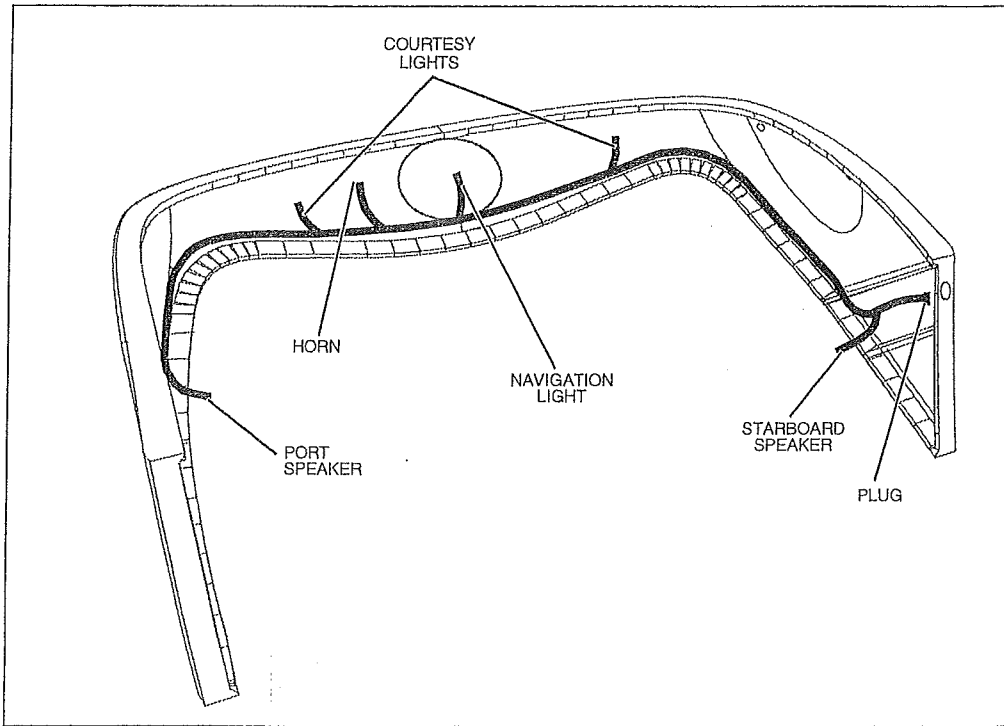 COURTESY
LIGHTS
HORN
NAVIGATION
LIGHT
PORT
SPEAKER
STARBOARD
SPEAKER
PLUG